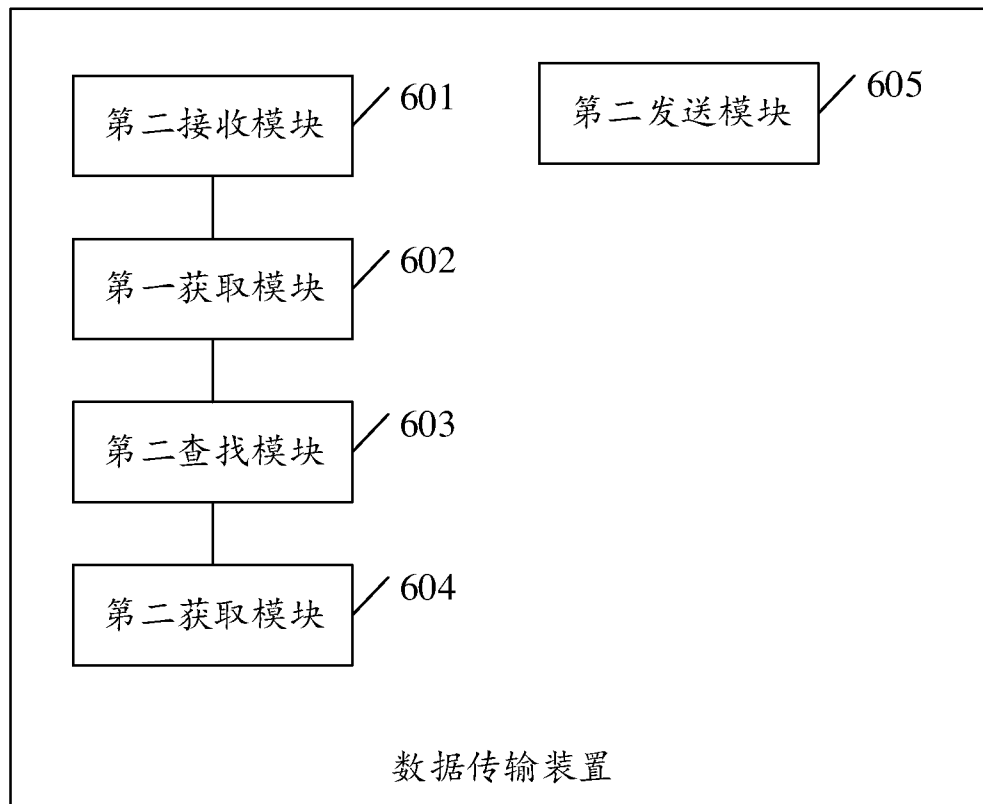 第二接收模块
601
第二发送模块
605
第一获取模块
602
第二查找模块
603
第二获取模块
604
数据传输装置